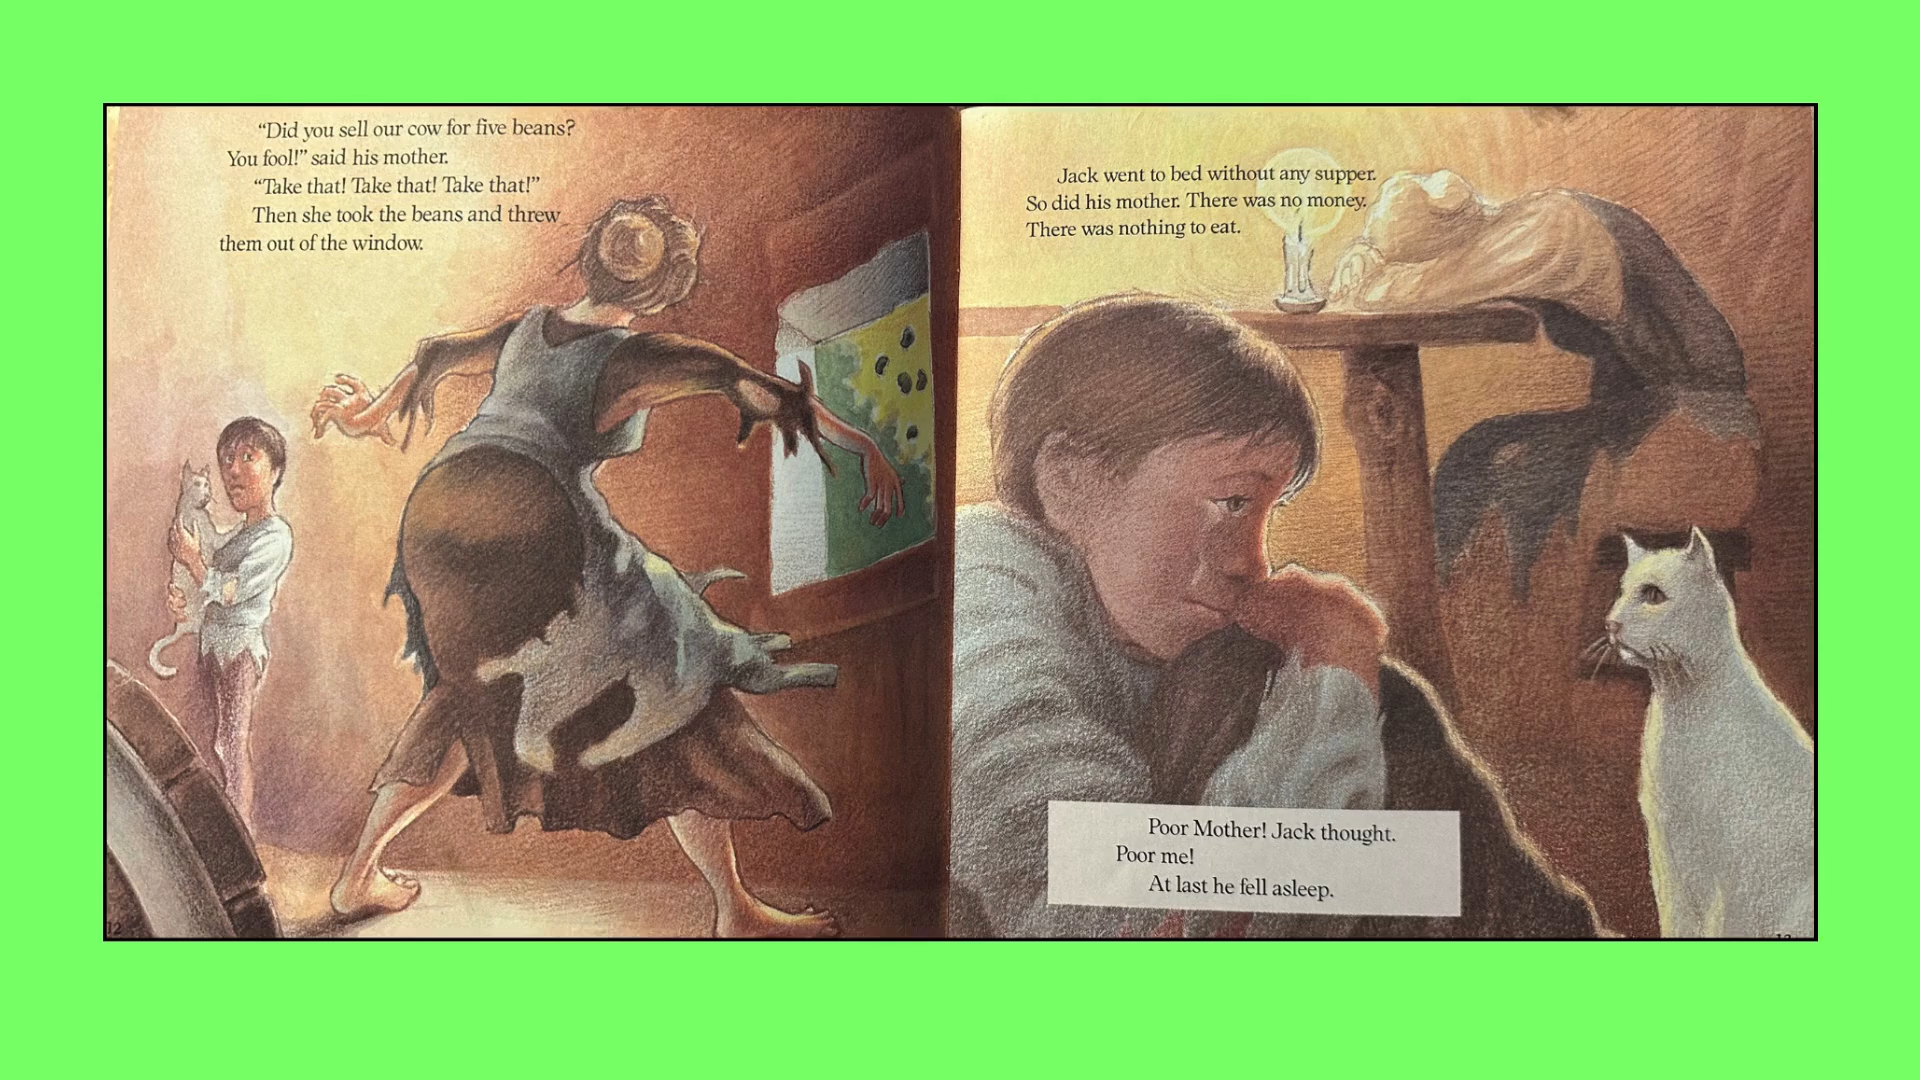 “Did you sell our cow for five beans?
You fool!” said his mother.
“Take that! Take that! Take that!”
Then she took the beans and threw
them out of the window.
12
Jack went to bed without any supper.
So did his mother. There was no money.
There was nothing to eat.
Poor Mother! Jack thought.
Poor me!
At last he fell asleep.